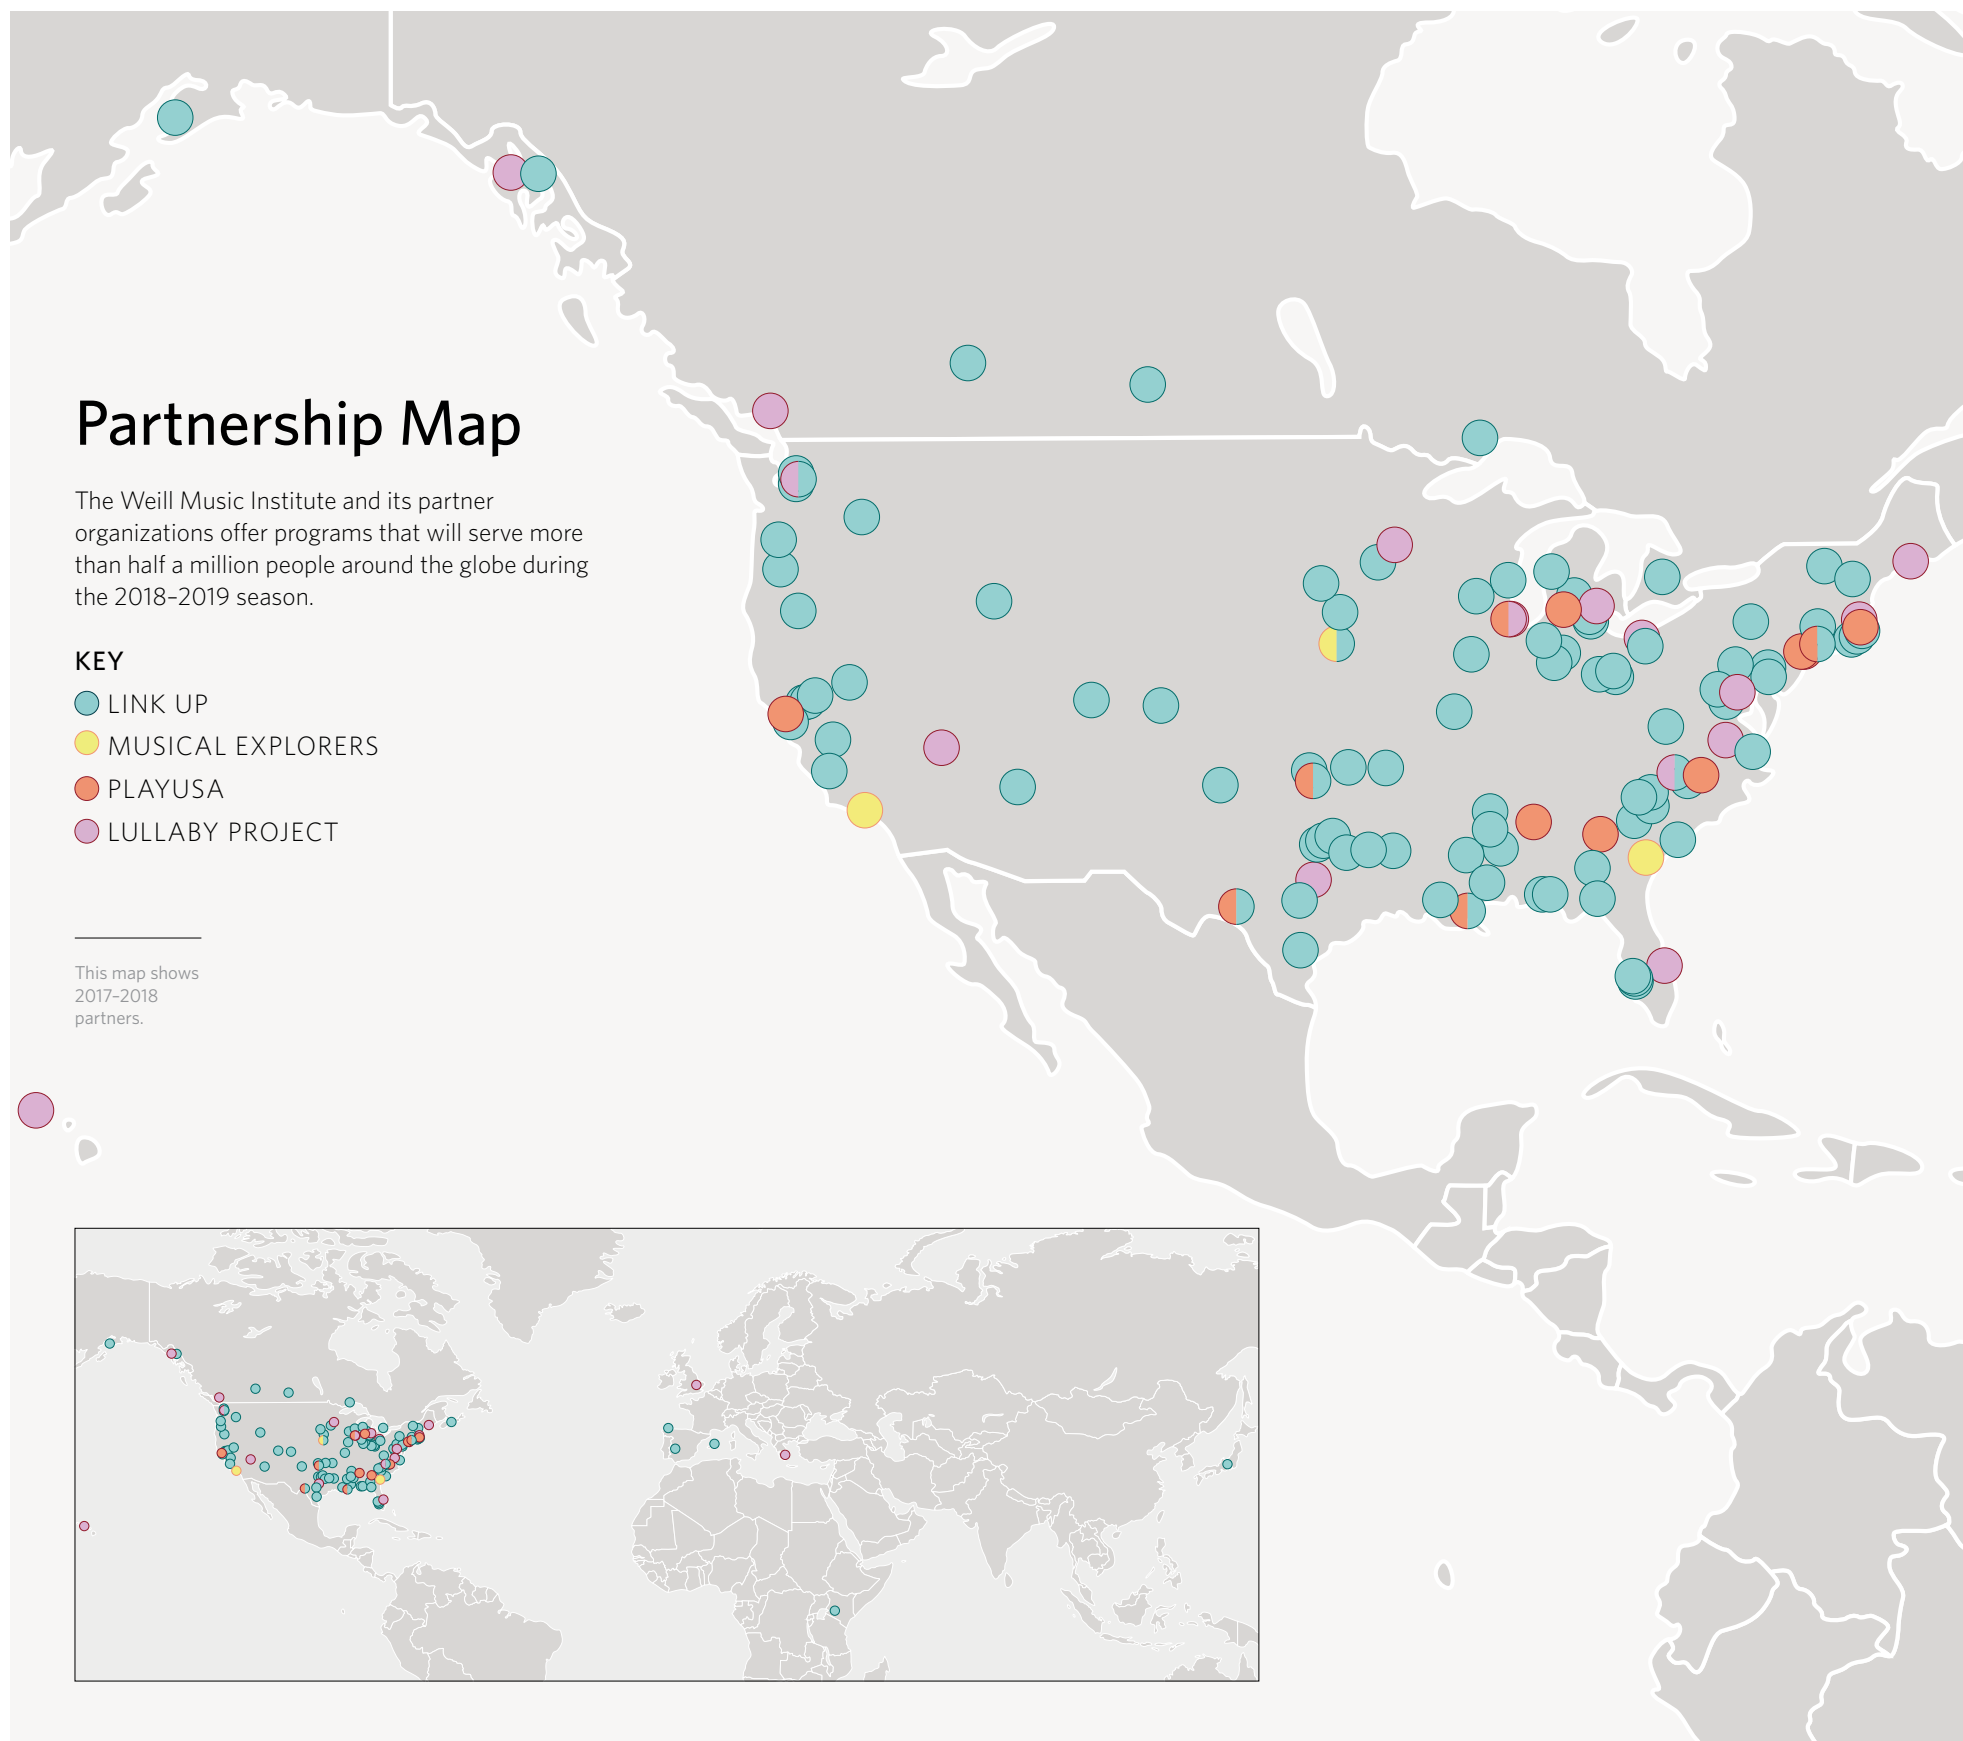 Partnership Map
The Weill Music Institute and its partner
organizations offer programs that will serve more
than half a million people around the globe during
the 2018–2019 season.
KEY
LINK UP
MUSICAL EXPLORERS
PLAYUSA
LULLABY PROJECT
This map shows
2017–2018
partners.